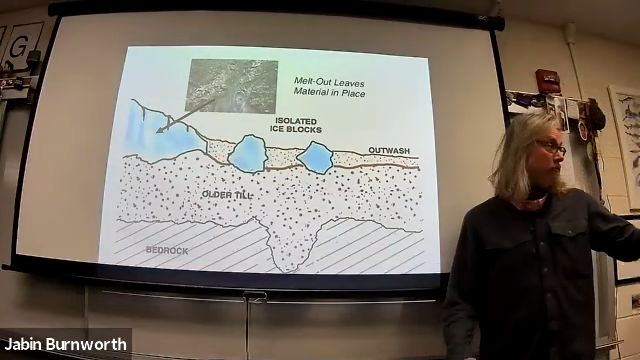 G
Melt-Out Leaves
Material in Place
ISOLATED
ICE BLOCKS
OUTWASH
OLDER TILL
BEDROCK
Jabin Burnworth